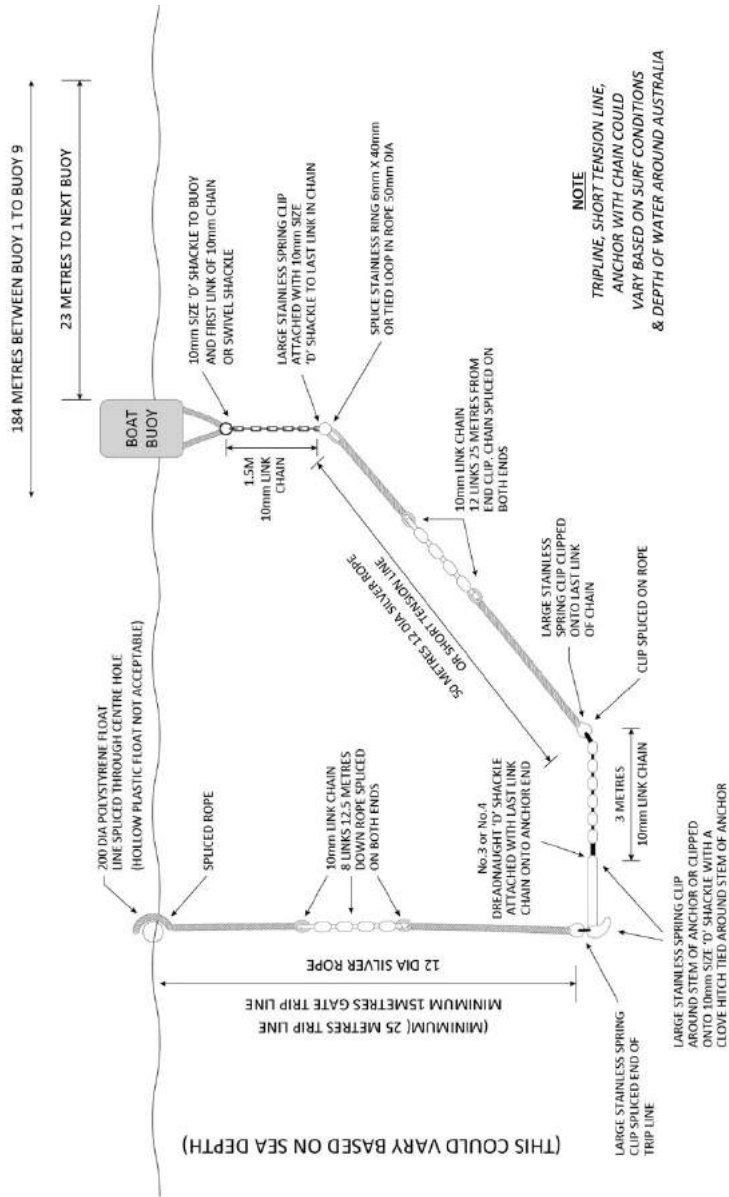 184 METRES BETWEEN BUOY 1 TO BUOY 9
23 METRES TO NEXT BUOY
BOAT
BUOY
10mm SIZE 'D' SHACKLE TO BUOY
AND FIRST LINK OF 10mm CHAIN
OR SWIVEL SHACKLE
1.5M
10mm LINK
CHAIN
LARGE STAINLESS SPRING CLIP
ATTACHED WITH 10mm SIZE
'D' SHACKLE TO LAST LINK IN CHAIN
SPLICE STAINLESS RING 6mm X 40mm
OR TIED LOOP IN ROPE 50mm DIA
10mm LINK CHAIN
12 LINKS 25 METRES FROM
END CLIP. CHAIN SPLICED ON
BOTH ENDS
50 METRES 12 DIA SILVER ROPE
OR SHORT TENSION LINE
LARGE STAINLESS
SPRING CLIP CLIPPED
ONTO LAST LINK
OF CHAIN
CLIP SPLICED ON ROPE
3 METRES
10mm LINK CHAIN
No.3 or No.4
DREADNAUGHT 'D' SHACKLE
ATTACHED WITH LAST LINK
CHAIN ONTO ANCHOR END
LARGE STAINLESS SPRING CLIP
AROUND STEM OF ANCHOR OR CLIPPED
ONTO 10mm SIZE 'D' SHACKLE WITH A
CLOVE HITCH TIED AROUND STEM OF ANCHOR
200 DIA POLYSTYRENE FLOAT
LINE SPLICED THROUGH CENTRE HOLE
(HOLLOW PLASTIC FLOAT NOT ACCEPTABLE)
SPLICED ROPE
10mm LINK CHAIN
8 LINKS 12.5 METRES
DOWN ROPE SPLICED
ON BOTH ENDS
12 DIA SILVER ROPE
MINIMUM 15METRES GATE TRIP LINE
(MINIMUM( 25 METRES TRIP LINE
LARGE STAINLESS SPRING
CLIP SPLICED END OF
TRIP LINE
(THIS COULD VARY BASED ON SEA DEPTH)
NOTE
TRIPLINE, SHORT TENSION LINE,
ANCHOR WITH CHAIN COULD
VARY BASED ON SURF CONDITIONS
& DEPTH OF WATER AROUND AUSTRALIA